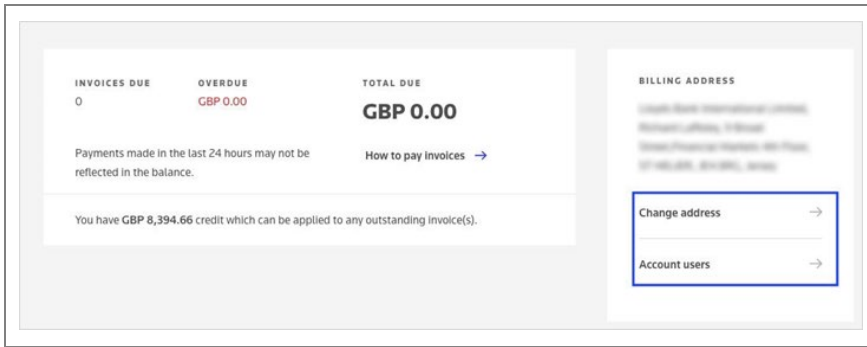 INVOICES DUE
0
OVERDUE
GBP 0.00
TOTAL DUE
GBP 0.00
Payments made in the last 24 hours may not be
reflected in the balance.
How to pay invoices
You have GBP 8,394.66 credit which can be applied to any outstanding invoice(s).
BILLING ADDRESS
Change address
Account users